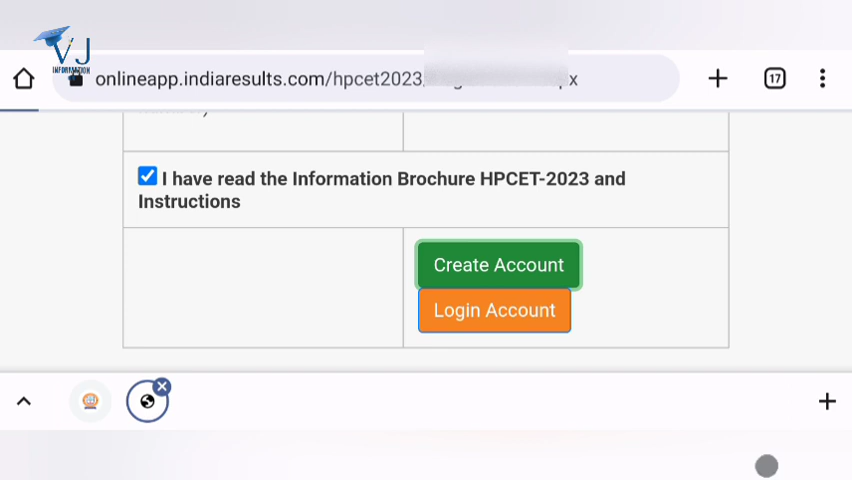 VJ
INFORMATION
onlineapp.indiaresults.com/hpcet2023
17
I have read the Information Brochure HPCET-2023 and
Instructions
Create Account
Login Account